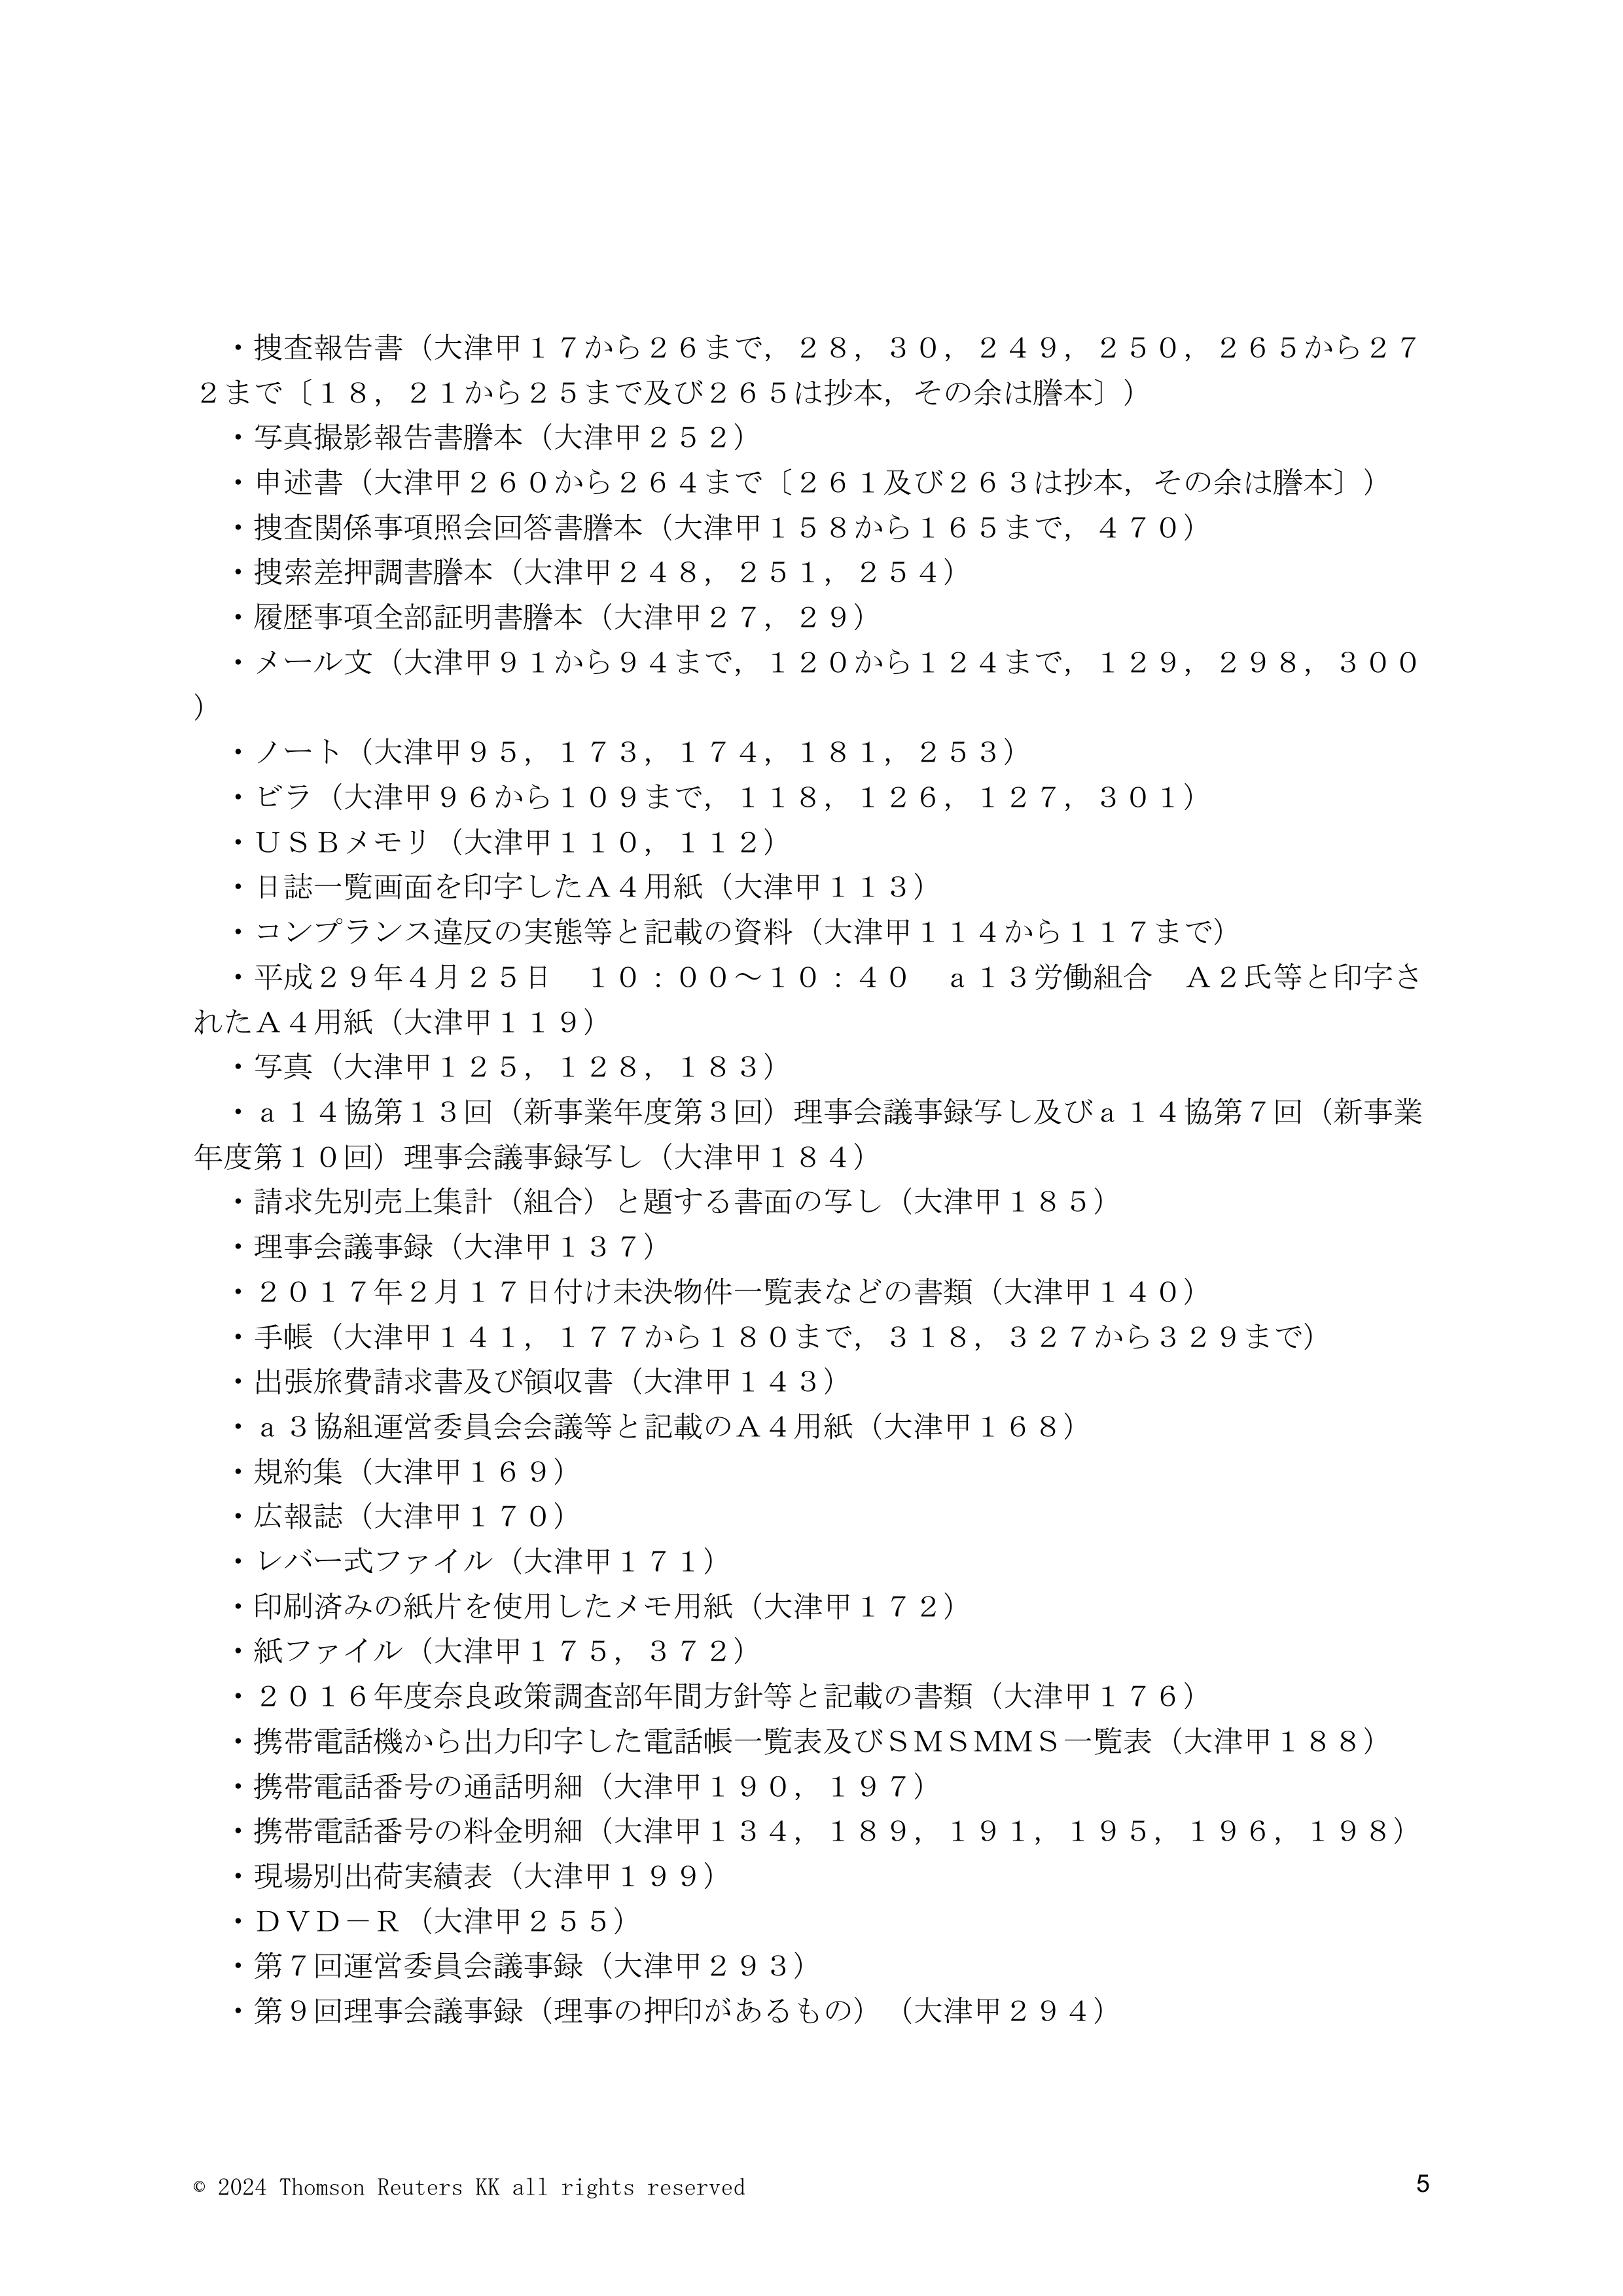 ・捜査報告書（大津甲１７から２６まで，２８，３０，２４９，２５０，２６５から２７
２まで〔１８，２１から２５まで及び２６５は抄本，その余は謄本〕）
・写真撮影報告書謄本（大津甲２５２）
・申述書（大津甲２６０から２６４まで〔２６１及び２６３は抄本，その余は謄本〕）
・捜査関係事項照会回答書謄本（大津甲１５８から１６５まで，４７０）
・捜索差押調書謄本（大津甲２４８，２５１，２５４）
・履歴事項全部証明書謄本（大津甲２７，２９）
・メール文（大津甲９１から９４まで，１２０から１２４まで，１２９，２９８，３００
）
・ノート（大津甲９５，１７３，１７４，１８１，２５３）
・ビラ（大津甲９６から１０９まで，１１８，１２６，１２７，３０１）
・ＵＳＢメモリ（大津甲１１０，１１２）
・日誌一覧画面を印字したＡ４用紙（大津甲１１３）
・コンプランス違反の実態等と記載の資料（大津甲１１４から１１７まで）
・平成２９年４月２５日　１０：００～１０：４０　ａ１３労働組合　Ａ２氏等と印字さ
れたＡ４用紙（大津甲１１９）
・写真（大津甲１２５，１２８，１８３）
・ａ１４協第１３回（新事業年度第３回）理事会議事録写し及びａ１４協第７回（新事業
年度第１０回）理事会議事録写し（大津甲１８４）
・請求先別売上集計（組合）と題する書面の写し（大津甲１８５）
・理事会議事録（大津甲１３７）
・２０１７年２月１７日付け未決物件一覧表などの書類（大津甲１４０）
・手帳（大津甲１４１，１７７から１８０まで，３１８，３２７から３２９まで）
・出張旅費請求書及び領収書（大津甲１４３）
・ａ３協組運営委員会会議等と記載のＡ４用紙（大津甲１６８）
・規約集（大津甲１６９）
・広報誌（大津甲１７０）
・レバー式ファイル（大津甲１７１）
・印刷済みの紙片を使用したメモ用紙（大津甲１７２）
・紙ファイル（大津甲１７５，３７２）
・２０１６年度奈良政策調査部年間方針等と記載の書類（大津甲１７６）
・携帯電話機から出力印字した電話帳一覧表及びＳＭＳＭＭＳ一覧表（大津甲１８８）
・携帯電話番号の通話明細（大津甲１９０，１９７）
・携帯電話番号の料金明細（大津甲１３４，１８９，１９１，１９５，１９６，１９８）
・現場別出荷実績表（大津甲１９９）
・ＤＶＤ－Ｒ（大津甲２５５）
・第７回運営委員会議事録（大津甲２９３）
・第９回理事会議事録（理事の押印があるもの）（大津甲２９４）
© 2024 Thomson Reuters KK all rights reserved
5